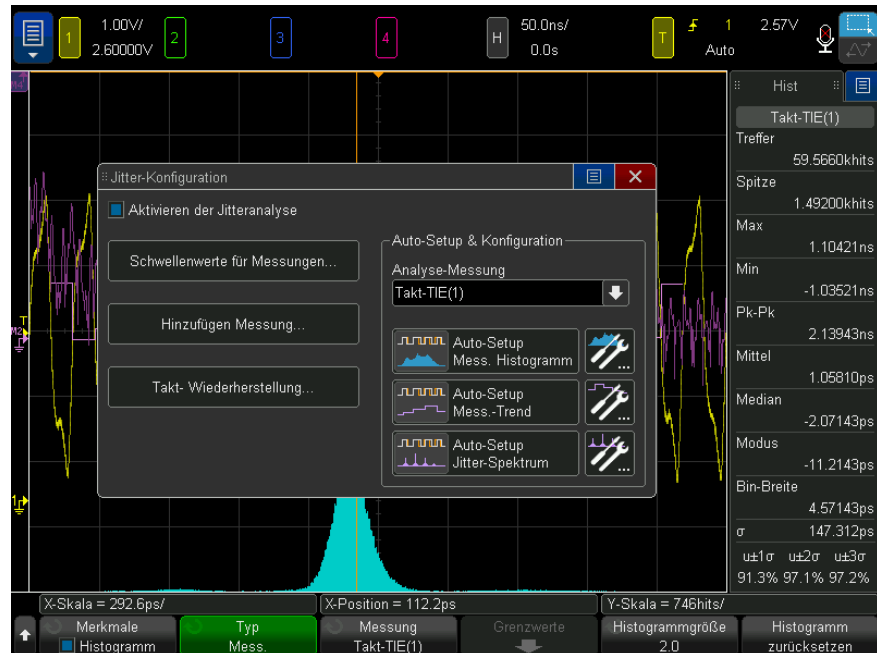 1
1.00V/
2.60000V
2
3
4
H
50.0ns/
0.0s
T
1
2.57V
Auto
M4
Hist
Takt-TIE(1)
Treffer
59.5660khits
Spitze
1.49200khits
Max
1.10421ns
Min
-1.03521ns
Pk-Pk
2.13943ns
Mittel
1.05810ps
Median
-2.07143ps
Modus
-11.2143ps
Bin-Breite
4.57143ps
σ 147.312ps
u±1σ u±2σ u±3σ
91.3% 97.1% 97.2%
Jitter-Konfiguration
Aktivieren der Jitteranalyse
Schwellenwerte für Messungen...
Hinzufügen Messung...
Takt- Wiederherstellung...
Auto-Setup & Konfiguration
Analyse-Messung
Takt-TIE(1)
Auto-Setup
Mess. Histogramm
...
Auto-Setup
Mess.-Trend
...
Auto-Setup
Jitter-Spektrum
...
T
M2
1
X-Skala = 292.6ps/
X-Position = 112.2ps
Y-Skala = 746hits/
Merkmale
Histogramm
Typ
Mess.
Messung
Takt-TIE(1)
Grenzwerte
Histogrammgröße
2.0
Histogramm
zurücksetzen